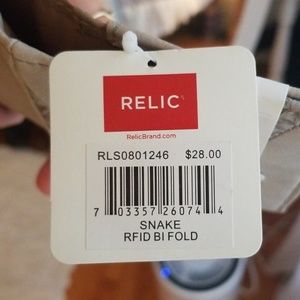 RELIC
RelicBrand.com
RLS0801246 $28.00
7 03357 26074 4
SNAKE
RFID BI FOLD